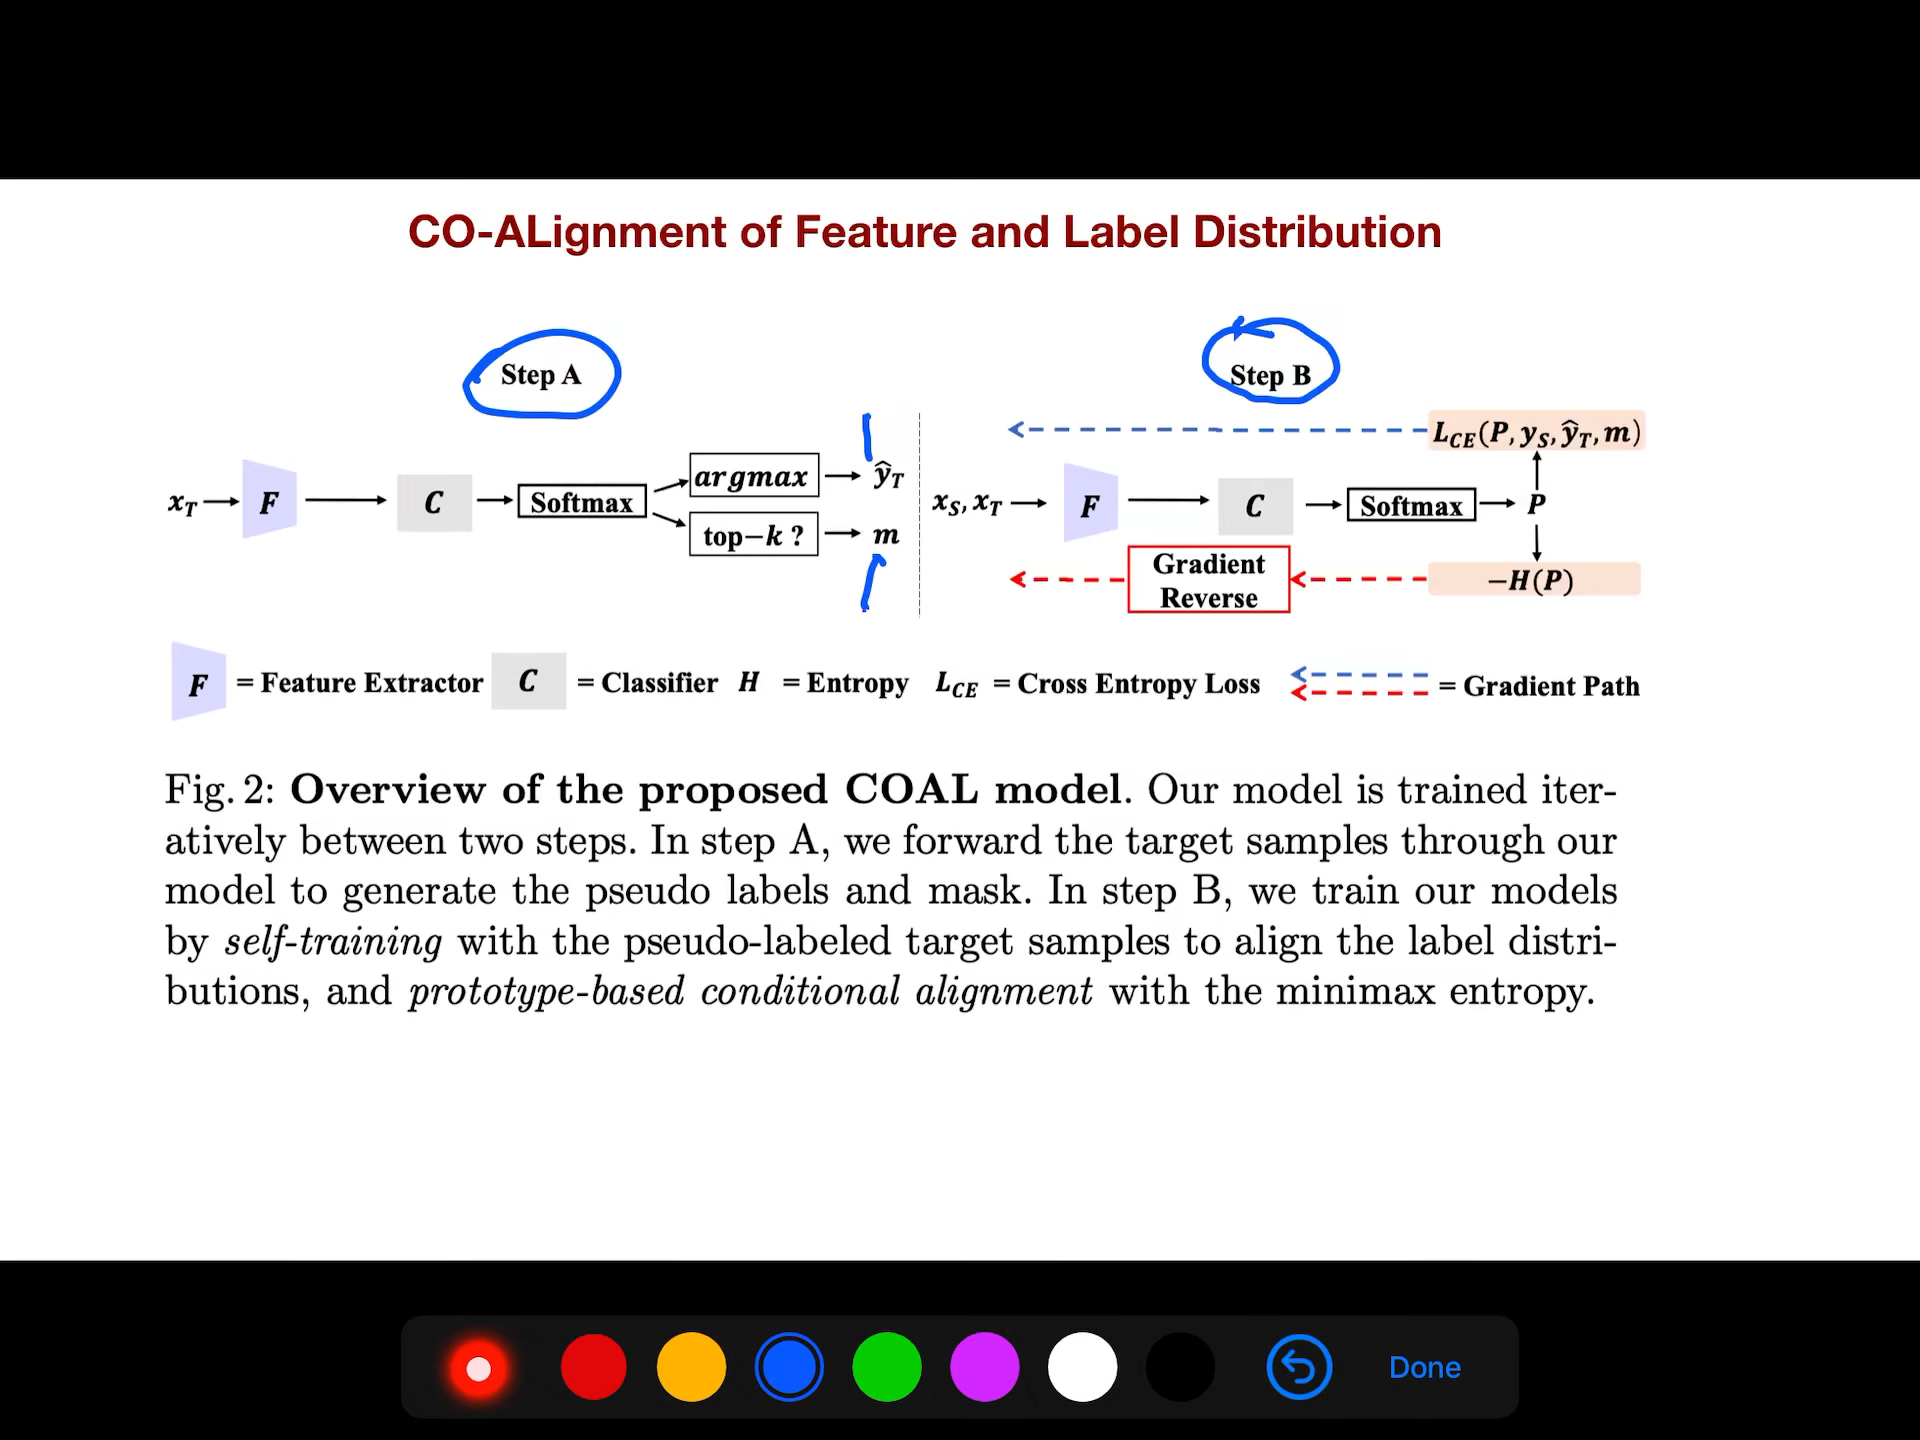 CO-ALignment of Feature and Label Distribution
Step A
Step B
x_T F C Softmax argmax ŷ_T
top-k ? m
x_S, x_T F C Softmax P
L_CE(P, y_S, ŷ_T, m)
Gradient
Reverse
-H(P)
F = Feature Extractor C = Classifier H = Entropy L_CE = Cross Entropy Loss = Gradient Path
Fig. 2: Overview of the proposed COAL model. Our model is trained iter-
atively between two steps. In step A, we forward the target samples through our
model to generate the pseudo labels and mask. In step B, we train our models
by self-training with the pseudo-labeled target samples to align the label distri-
butions, and prototype-based conditional alignment with the minimax entropy.
Done